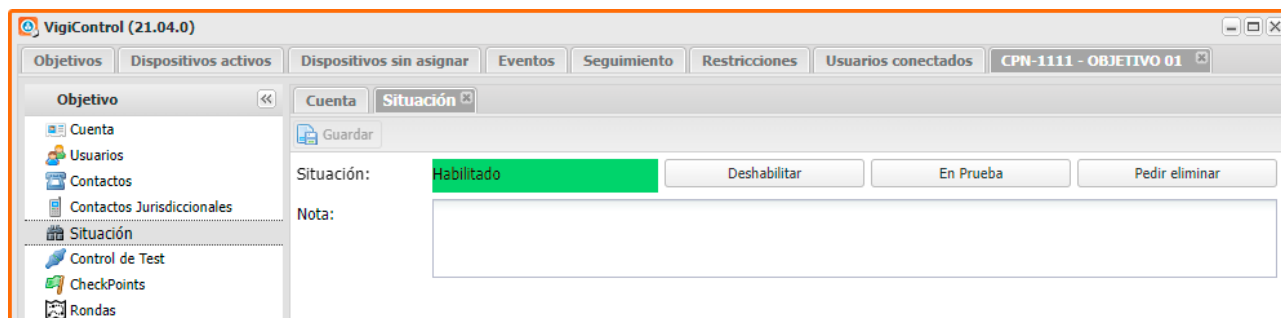 VigiControl (21.04.0)
Objetivos Dispositivos activos Dispositivos sin asignar Eventos Seguimiento Restricciones Usuarios conectados CPN-1111 - OBJETIVO 01
Objetivo
Cuenta
Usuarios
Contactos
Contactos Jurisdiccionales
Situación
Control de Test
CheckPoints
Rondas
Cuenta Situación
Guardar
Situación: Habilitado Deshabilitar En Prueba Pedir eliminar
Nota: